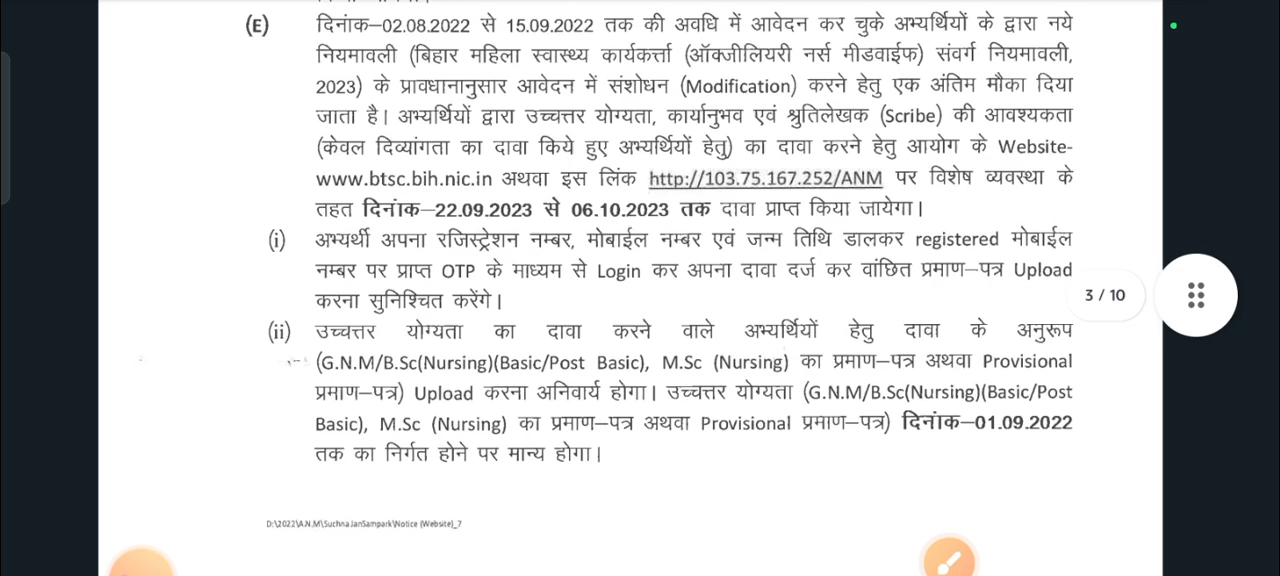 (E) दिनांक–02.08.2022 से 15.09.2022 तक की अवधि में आवेदन कर चुके अभ्यर्थियों के द्वारा नये
नियमावली (बिहार महिला स्वास्थ्य कार्यकर्त्ता (ऑक्जीलियरी नर्स मीडवाईफ) संवर्ग नियमावली,
2023) के प्रावधानानुसार आवेदन में संशोधन (Modification) करने हेतु एक अंतिम मौका दिया
जाता है। अभ्यर्थियों द्वारा उच्चत्तर योग्यता, कार्यानुभव एवं श्रुतिलेखक (Scribe) की आवश्यकता
(केवल दिव्यांगता का दावा किये हुए अभ्यर्थियों हेतु) का दावा करने हेतु आयोग के Website-
www.btsc.bih.nic.in अथवा इस लिंक http://103.75.167.252/ANM पर विशेष व्यवस्था के
तहत दिनांक–22.09.2023 से 06.10.2023 तक दावा प्राप्त किया जायेगा।
(i) अभ्यर्थी अपना रजिस्ट्रेशन नम्बर, मोबाईल नम्बर एवं जन्म तिथि डालकर registered मोबाईल
नम्बर पर प्राप्त OTP के माध्यम से Login कर अपना दावा दर्ज कर वांछित प्रमाण–पत्र Upload
करना सुनिश्चित करेंगे।
3 / 10
(ii) उच्चत्तर योग्यता का दावा करने वाले अभ्यर्थियों हेतु दावा के अनुरूप
(G.N.M/B.Sc(Nursing)(Basic/Post Basic), M.Sc (Nursing) का प्रमाण–पत्र अथवा Provisional
प्रमाण–पत्र) Upload करना अनिवार्य होगा। उच्चत्तर योग्यता (G.N.M/B.Sc(Nursing)(Basic/Post
Basic), M.Sc (Nursing) का प्रमाण–पत्र अथवा Provisional प्रमाण–पत्र) दिनांक–01.09.2022
तक का निर्गत होने पर मान्य होगा।
D:\2022\A.N.M\Suchna JanSampark\Notice (Website)_7